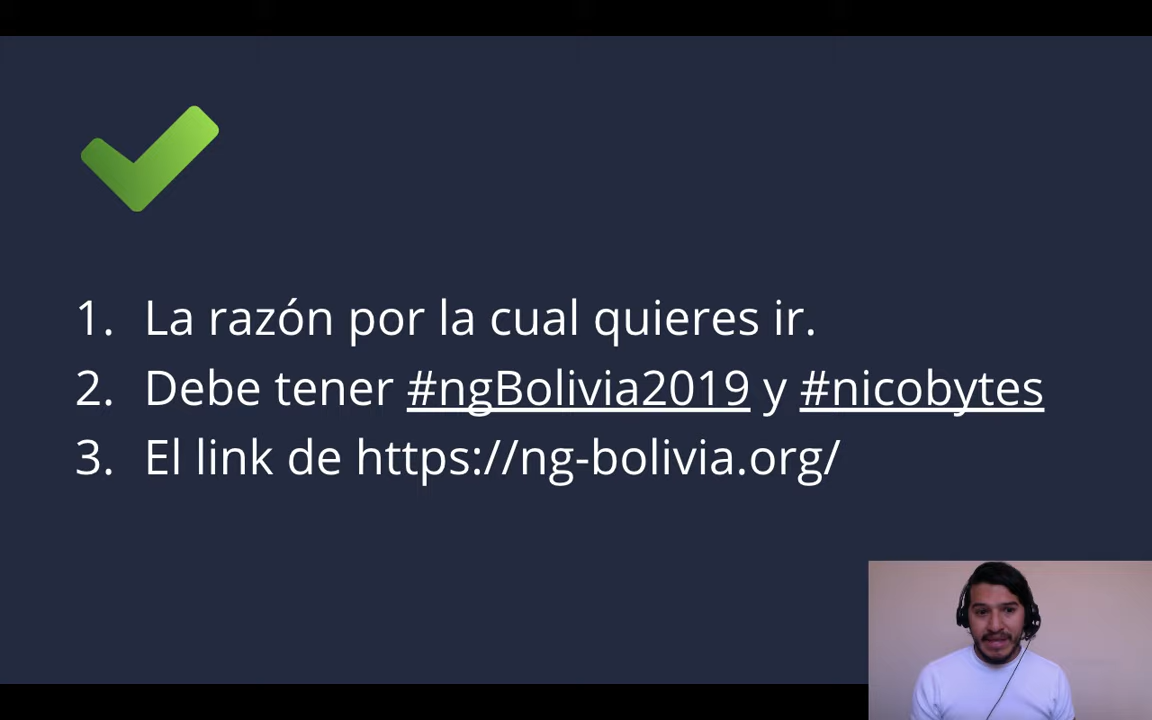 1. La razón por la cual quieres ir.
2. Debe tener #ngBolivia2019 y #nicobytes
3. El link de https://ng-bolivia.org/